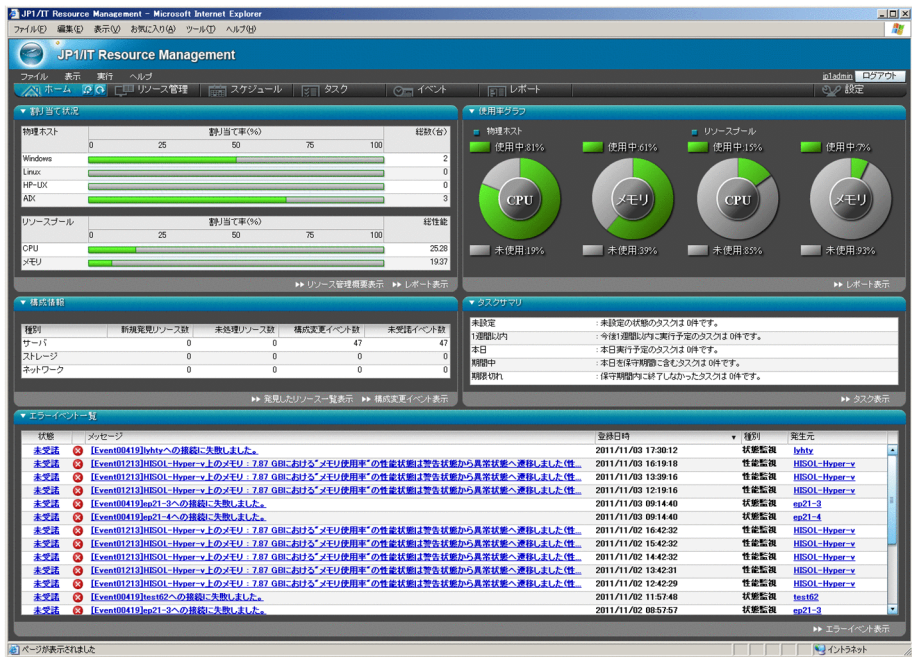 JP1/IT Resource Management - Microsoft Internet Explorer
ファイル(F) 編集(E) 表示(V) お気に入り(A) ツール(T) ヘルプ(H)
JP1/IT Resource Management
ファイル 表示 実行 ヘルプ jp1admin ログアウト
ホーム リソース管理 スケジュール タスク イベント レポート 設定
▼ 割り当て状況
物理ホスト 割り当て率(%) 総数(台)
0 25 50 75 100
Windows 2
Linux 0
HP-UX 0
AIX 3
リソースプール 割り当て率(%) 総性能
0 25 50 75 100
CPU 25.28
メモリ 19.37
▶▶ リソース管理概要表示 ▶▶ レポート表示
▼ 使用率グラフ
物理ホスト リソースプール
使用中:81% 使用中:61% 使用中:15% 使用中:7%
CPU メモリ CPU メモリ
未使用:19% 未使用:39% 未使用:85% 未使用:93%
▶▶ レポート表示
▼ 構成情報
種別 新規発見リソース数 未処理リソース数 構成変更イベント数 未受諾イベント数
サーバ 0 0 47 47
ストレージ 0 0 0 0
ネットワーク 0 0 0 0
▶▶ 発見したリソース一覧表示 ▶▶ 構成変更イベント表示
▼ タスクサマリ
未設定 : 未設定の状態のタスクは 0件です。
1週間以内 : 今後1週間以内に実行予定のタスクは 0件です。
本日 : 本日実行予定のタスクは 0件です。
期間中 : 本日を保守期間に含むタスクは 0件です。
期限切れ : 保守期間内に終了しなかったタスクは 0件です。
▶▶ タスク表示
▼ エラーイベント一覧
状態 メッセージ 登録日時 ▼ 種別 発生元
未受諾 [Event00419]lyhtyへの接続に失敗しました。 2011/11/03 17:30:12 状態監視 lyhty
未受諾 [Event01213]HISOL-Hyper-v上のメモリ : 7.87 GBにおける"メモリ使用率"の性能状態は警告状態から異常状態へ遷移しました(性... 2011/11/03 16:19:18 性能監視 HISOL-Hyper-v
未受諾 [Event01213]HISOL-Hyper-v上のメモリ : 7.87 GBにおける"メモリ使用率"の性能状態は警告状態から異常状態へ遷移しました(性... 2011/11/03 13:39:16 性能監視 HISOL-Hyper-v
未受諾 [Event01213]HISOL-Hyper-v上のメモリ : 7.87 GBにおける"メモリ使用率"の性能状態は警告状態から異常状態へ遷移しました(性... 2011/11/03 12:19:16 性能監視 HISOL-Hyper-v
未受諾 [Event00419]ep21-3への接続に失敗しました。 2011/11/03 09:14:40 状態監視 ep21-3
未受諾 [Event00419]ep21-4への接続に失敗しました。 2011/11/03 09:14:40 状態監視 ep21-4
未受諾 [Event01213]HISOL-Hyper-v上のメモリ : 7.87 GBにおける"メモリ使用率"の性能状態は警告状態から異常状態へ遷移しました(性... 2011/11/02 16:42:32 性能監視 HISOL-Hyper-v
未受諾 [Event01213]HISOL-Hyper-v上のメモリ : 7.87 GBにおける"メモリ使用率"の性能状態は警告状態から異常状態へ遷移しました(性... 2011/11/02 15:42:32 性能監視 HISOL-Hyper-v
未受諾 [Event01213]HISOL-Hyper-v上のメモリ : 7.87 GBにおける"メモリ使用率"の性能状態は警告状態から異常状態へ遷移しました(性... 2011/11/02 14:42:32 性能監視 HISOL-Hyper-v
未受諾 [Event01213]HISOL-Hyper-v上のメモリ : 7.87 GBにおける"メモリ使用率"の性能状態は警告状態から異常状態へ遷移しました(性... 2011/11/02 13:42:31 性能監視 HISOL-Hyper-v
未受諾 [Event01213]HISOL-Hyper-v上のメモリ : 7.87 GBにおける"メモリ使用率"の性能状態は警告状態から異常状態へ遷移しました(性... 2011/11/02 12:42:29 性能監視 HISOL-Hyper-v
未受諾 [Event00419]test62への接続に失敗しました。 2011/11/02 11:57:48 状態監視 test62
未受諾 [Event00419]ep21-3への接続に失敗しました。 2011/11/02 08:57:57 状態監視 ep21-3
▶▶ エラーイベント表示
ページが表示されました イントラネット